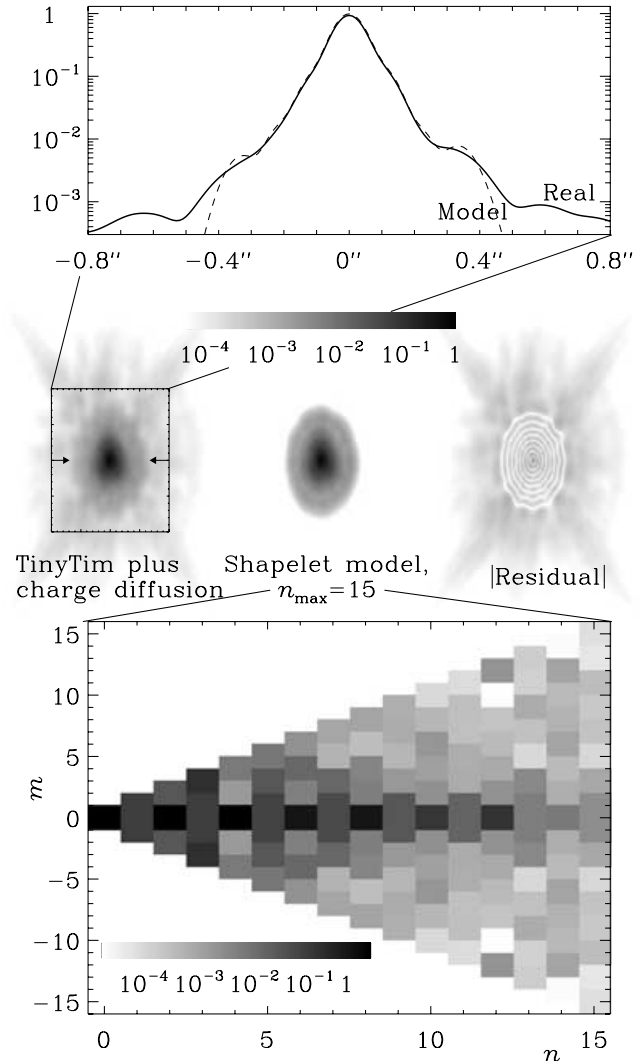 1
10⁻¹
10⁻²
10⁻³
Real
Model
−0.8″ −0.4″ 0″ 0.4″ 0.8″
10⁻⁴ 10⁻³ 10⁻² 10⁻¹ 1
TinyTim plus
charge diffusion
Shapelet model,
n_max=15
|Residual|
15
10
5
0
−5
−10
−15
m
10⁻⁴ 10⁻³ 10⁻² 10⁻¹ 1
0 5 10 15
n